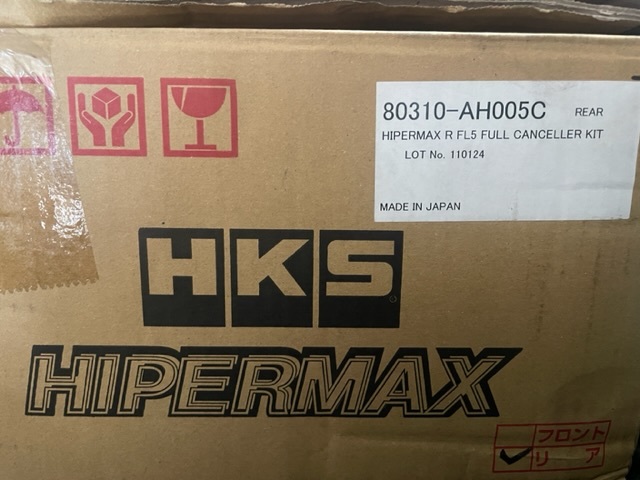 80310-AH005C REAR
HIPERMAX R FL5 FULL CANCELLER KIT
LOT No. 110124
MADE IN JAPAN
HKS®
HIPERMAX
フロント
リア